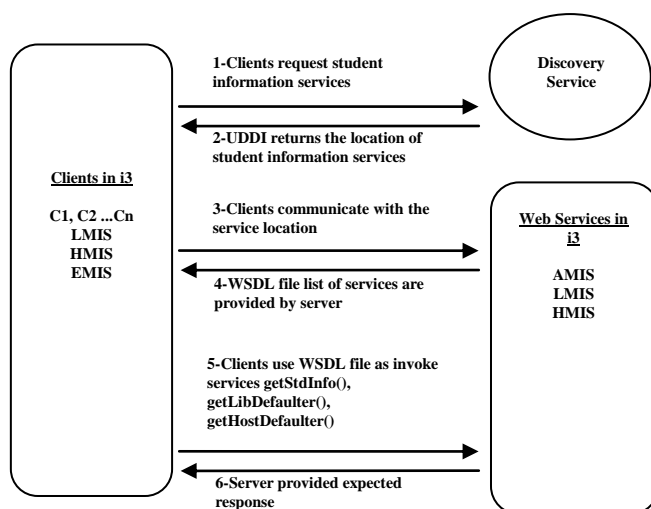 1-Clients request student
information services
Discovery
Service
2-UDDI returns the location of
student information services
Clients in i3
C1, C2 ...Cn
LMIS
HMIS
EMIS
3-Clients communicate with the
service location
Web Services in
i3
AMIS
LMIS
HMIS
4-WSDL file list of services are
provided by server
5-Clients use WSDL file as invoke
services getStdInfo(),
getLibDefaulter(),
getHostDefaulter()
6-Server provided expected
response